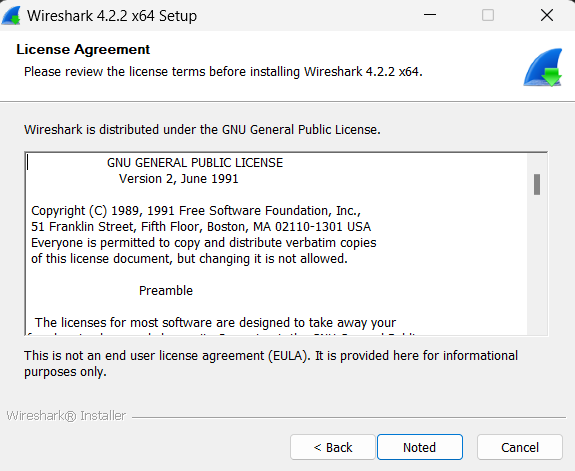 Wireshark 4.2.2 x64 Setup
License Agreement
Please review the license terms before installing Wireshark 4.2.2 x64.
Wireshark is distributed under the GNU General Public License.
GNU GENERAL PUBLIC LICENSE
Version 2, June 1991
Copyright (C) 1989, 1991 Free Software Foundation, Inc.,
51 Franklin Street, Fifth Floor, Boston, MA 02110-1301 USA
Everyone is permitted to copy and distribute verbatim copies
of this license document, but changing it is not allowed.
Preamble
The licenses for most software are designed to take away your
This is not an end user license agreement (EULA). It is provided here for informational
purposes only.
Wireshark® Installer
< Back
Noted
Cancel